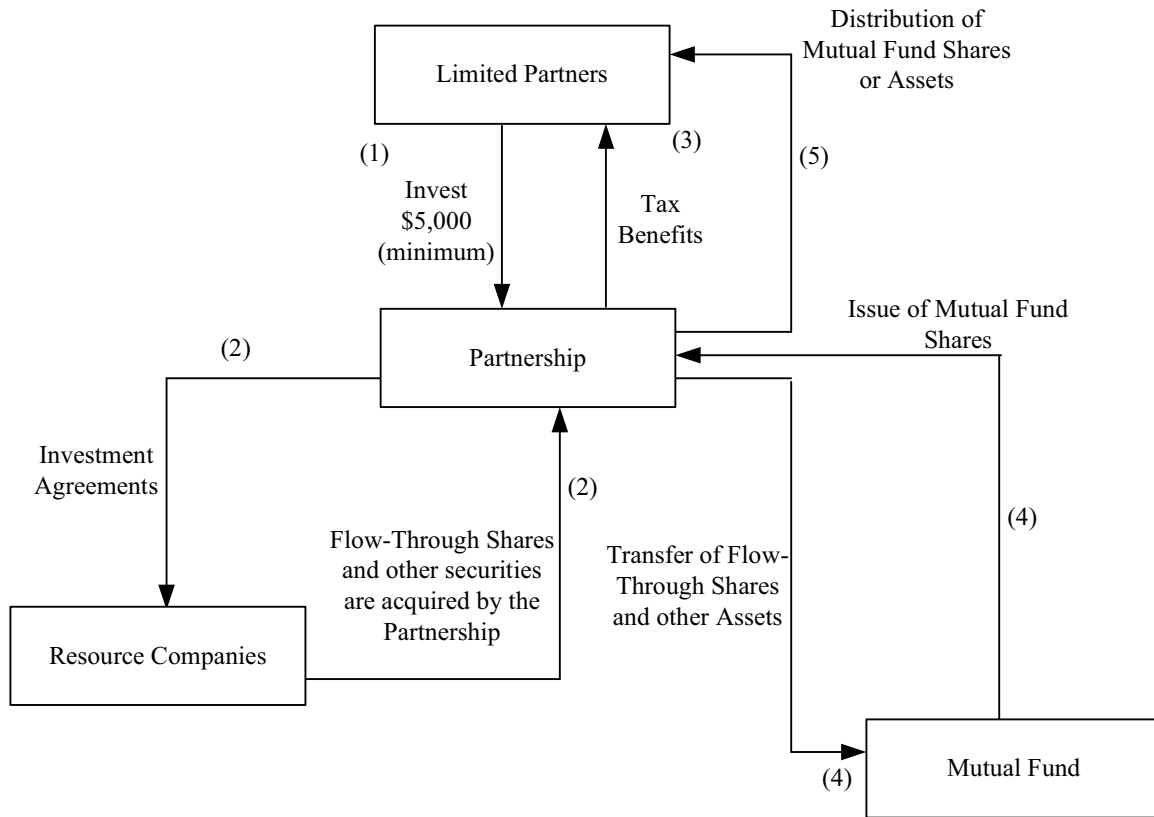 Distribution of
Mutual Fund Shares
or Assets
Limited Partners
(1)
(3)
(5)
Invest
$5,000
(minimum)
Tax
Benefits
Issue of Mutual Fund
Shares
(2)
Partnership
Investment
Agreements
(2)
Flow-Through Shares
and other securities
are acquired by the
Partnership
Transfer of Flow-
Through Shares
and other Assets
(4)
Resource Companies
(4)
Mutual Fund